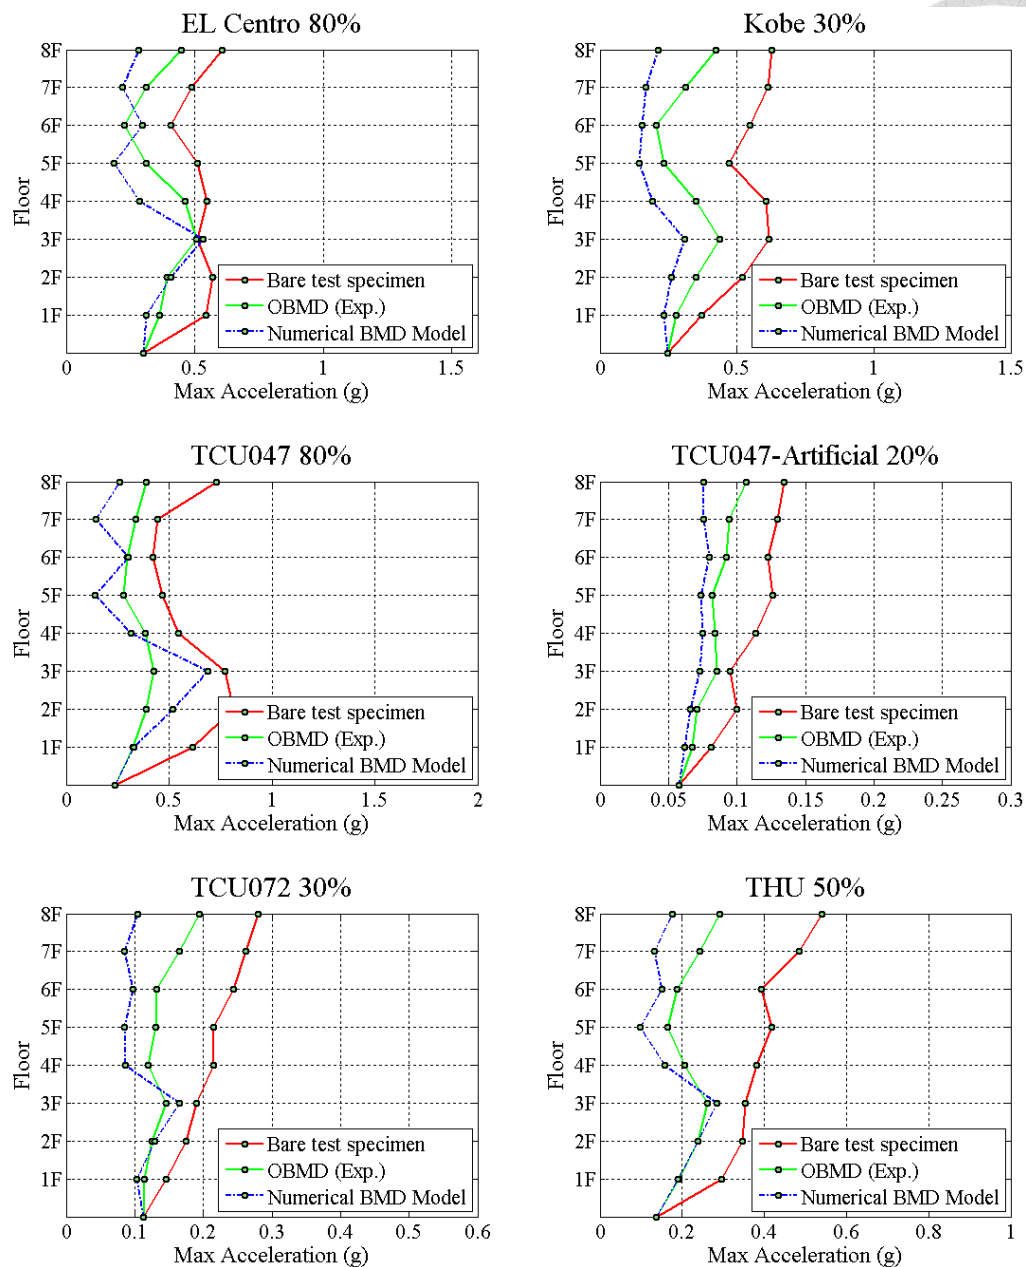 EL Centro 80%
8F
7F
6F
5F
4F
3F
2F
1F
Floor
Bare test specimen
OBMD (Exp.)
Numerical BMD Model
0 0.5 1 1.5
Max Acceleration (g)
Kobe 30%
8F
7F
6F
5F
4F
3F
2F
1F
Floor
Bare test specimen
OBMD (Exp.)
Numerical BMD Model
0 0.5 1 1.5
Max Acceleration (g)
TCU047 80%
8F
7F
6F
5F
4F
3F
2F
1F
Floor
Bare test specimen
OBMD (Exp.)
Numerical BMD Model
0 0.5 1 1.5 2
Max Acceleration (g)
TCU047-Artificial 20%
8F
7F
6F
5F
4F
3F
2F
1F
Floor
Bare test specimen
OBMD (Exp.)
Numerical BMD Model
0 0.05 0.1 0.15 0.2 0.25 0.3
Max Acceleration (g)
TCU072 30%
8F
7F
6F
5F
4F
3F
2F
1F
Floor
Bare test specimen
OBMD (Exp.)
Numerical BMD Model
0 0.1 0.2 0.3 0.4 0.5 0.6
Max Acceleration (g)
THU 50%
8F
7F
6F
5F
4F
3F
2F
1F
Floor
Bare test specimen
OBMD (Exp.)
Numerical BMD Model
0 0.2 0.4 0.6 0.8 1
Max Acceleration (g)